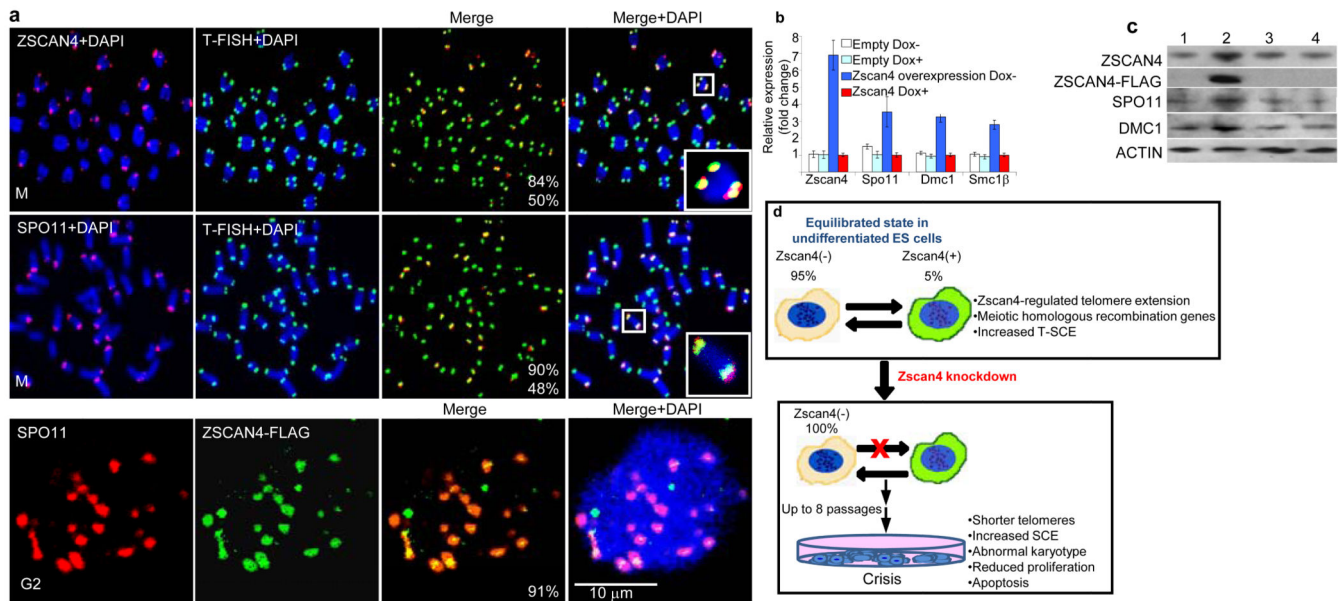 a
Merge
Merge+DAPI
ZSCAN4+DAPI
T-FISH+DAPI
M
84%
50%
SPO11+DAPI
T-FISH+DAPI
M
90%
48%
Merge
Merge+DAPI
SPO11
ZSCAN4-FLAG
G2
91%
10 μm
b
Relative expression
(fold change)
8
7
6
4
2
1
Empty Dox-
Empty Dox+
Zscan4 overexpression Dox-
Zscan4 Dox+
Zscan4
Spo11
Dmc1
Smc1β
c
1 2 3 4
ZSCAN4
ZSCAN4-FLAG
SPO11
DMC1
ACTIN
d
Equilibrated state in
undifferentiated ES cells
Zscan4(-)
Zscan4(+)
95%
5%
•Zscan4-regulated telomere extension
•Meiotic homologous recombination genes
•Increased T-SCE
Zscan4 knockdown
Zscan4(-)
100%
X
Up to 8 passages
•Shorter telomeres
•Increased SCE
•Abnormal karyotype
•Reduced proliferation
•Apoptosis
Crisis